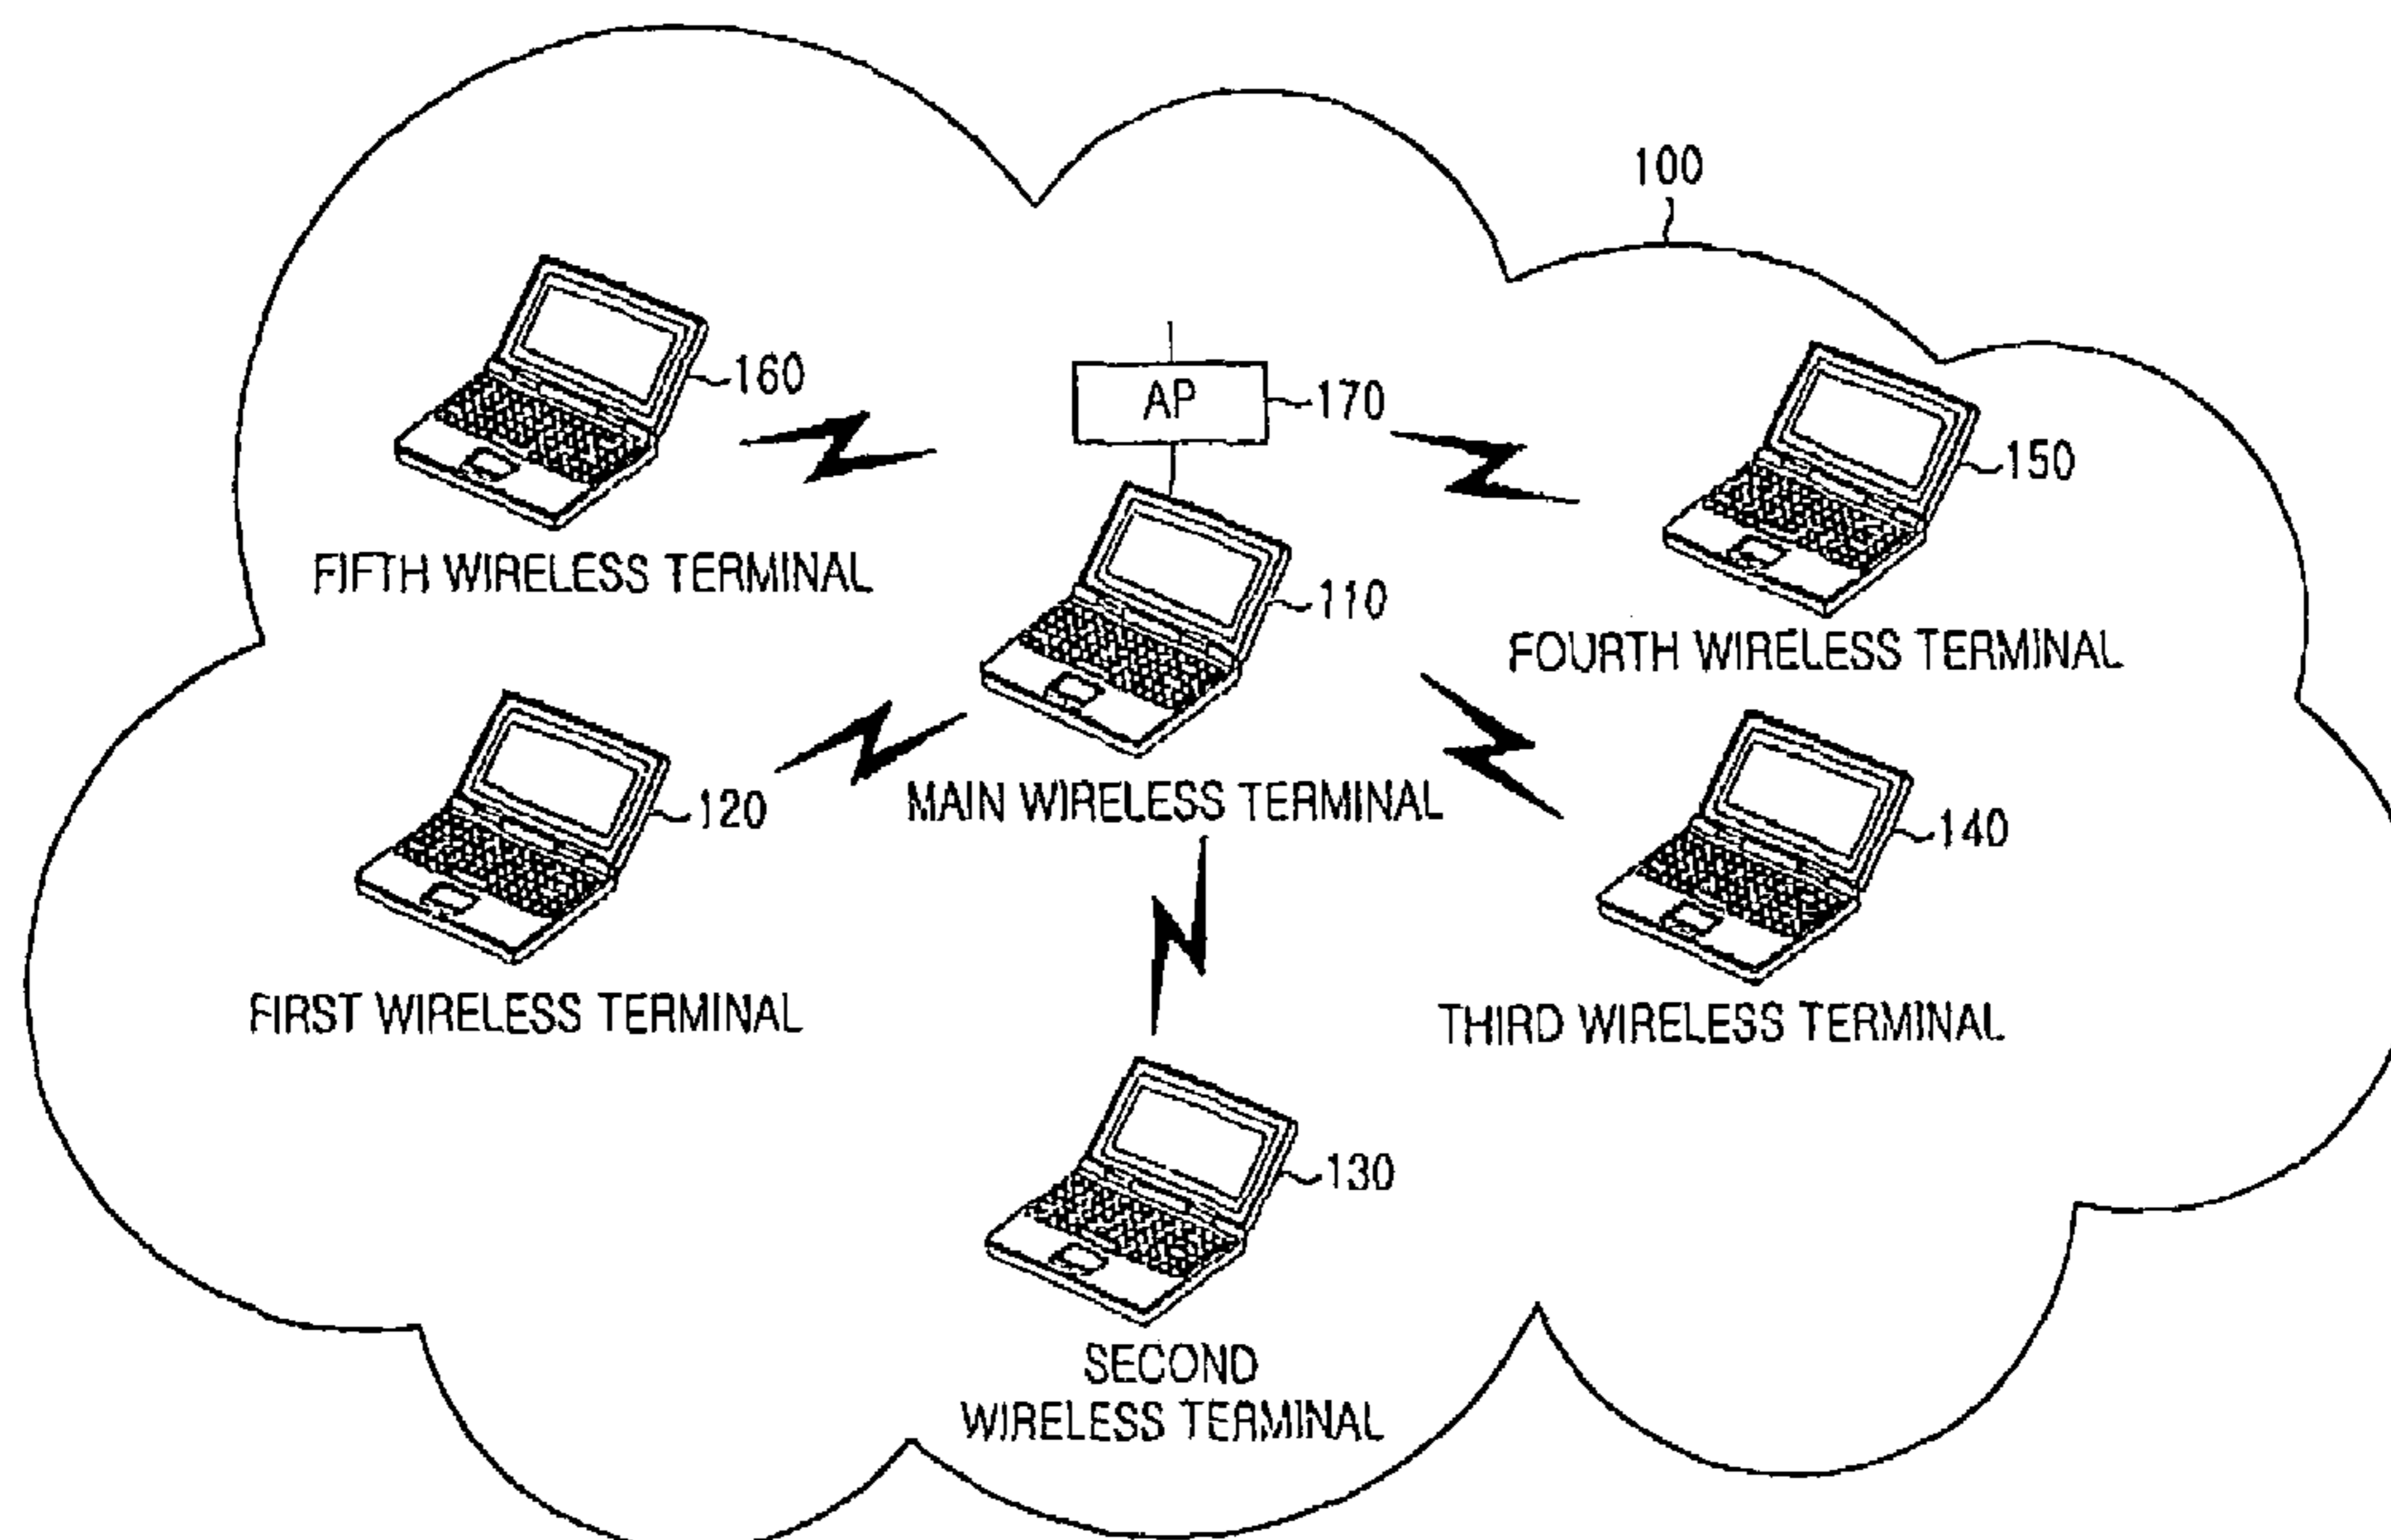 100
160
AP
170
150
FIFTH WIRELESS TERMINAL
110
FOURTH WIRELESS TERMINAL
120
MAIN WIRELESS TERMINAL
140
FIRST WIRELESS TERMINAL
THIRD WIRELESS TERMINAL
130
SECOND
WIRELESS TERMINAL